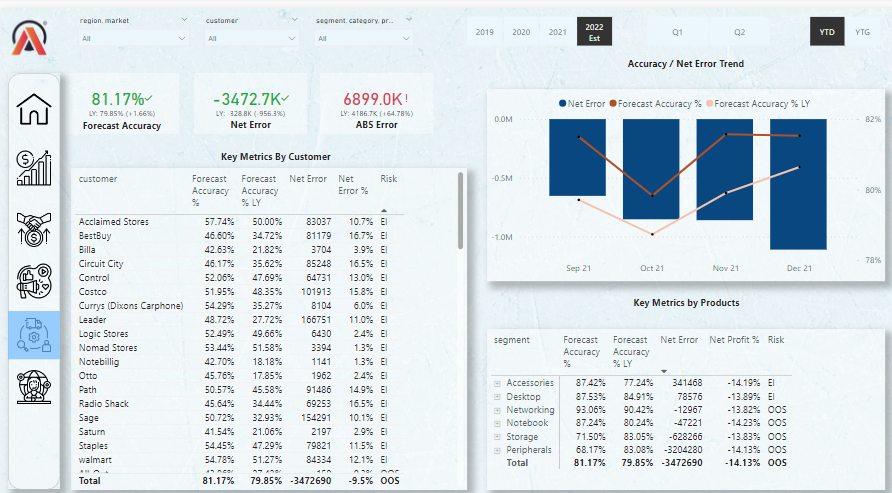 region, market
customer
segment, category, pr...
All
All
All
2019
2020
2021
2022 Est
Q1
Q2
YTD
YTG
81.17%
LY: 79.85% (+1.66%)
Forecast Accuracy
-3472.7K
LY: -328.8K (-956.3%)
Net Error
6899.0K!
LY: 4186.7K (+64.78%)
ABS Error
Accuracy / Net Error Trend
Net Error Forecast Accuracy % Forecast Accuracy % LY
0.0M
-0.5M
-1.0M
82%
80%
78%
Sep 21
Oct 21
Nov 21
Dec 21
Key Metrics By Customer
customer Forecast Accuracy % Forecast Accuracy % LY Net Error Net Error % Risk
Acclaimed Stores 57.74% 50.00% 83037 10.7% EI
BestBuy 46.60% 34.72% 81179 16.7% EI
Billa 42.63% 21.82% 3704 3.9% EI
Circuit City 46.17% 35.62% 85248 16.5% EI
Control 52.06% 47.69% 64731 13.0% EI
Costco 51.95% 48.35% 101913 15.8% EI
Currys (Dixons Carphone) 54.29% 35.27% 8104 6.0% EI
Leader 48.72% 27.72% 166751 11.0% EI
Logic Stores 52.49% 49.66% 6430 2.4% EI
Nomad Stores 53.44% 51.58% 3394 1.3% EI
Notebillig 42.70% 18.18% 1141 1.3% EI
Otto 45.76% 17.85% 1962 2.4% EI
Path 50.57% 45.58% 91486 14.9% EI
Radio Shack 45.64% 34.44% 69253 16.5% EI
Sage 50.72% 32.93% 154291 10.1% EI
Saturn 41.54% 21.06% 2197 2.9% EI
Staples 54.45% 47.29% 79821 11.5% EI
walmart 54.78% 51.27% 84334 12.1% EI
Total 81.17% 79.85% -3472690 -9.5% OOS
Key Metrics by Products
segment Forecast Accuracy % Forecast Accuracy % LY Net Error Net Profit % Risk
Accessories 87.42% 77.24% 341468 -14.19% EI
Desktop 87.53% 84.91% 78576 -13.89% EI
Networking 93.06% 90.42% -12967 -13.82% OOS
Notebook 87.24% 80.24% -47221 -14.23% OOS
Storage 71.50% 83.05% -628266 -13.83% OOS
Peripherals 68.17% 83.08% -3204280 -14.13% OOS
Total 81.17% 79.85% -3472690 -14.13% OOS